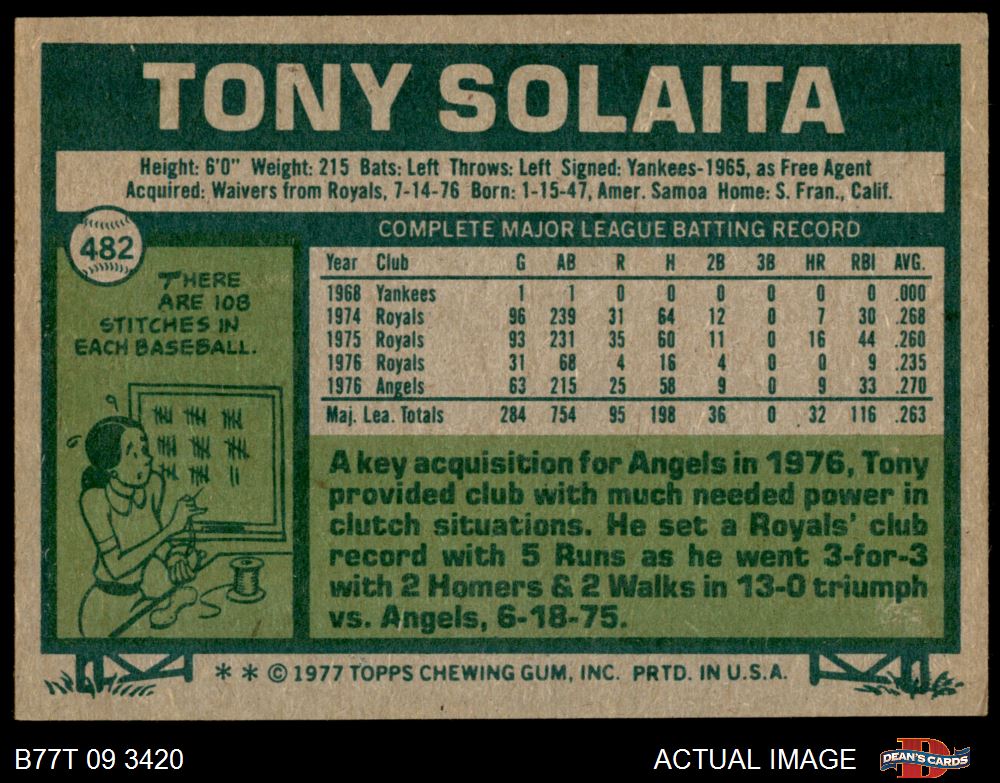 TONY SOLAITA
Height: 6'0" Weight: 215 Bats: Left Throws: Left Signed: Yankees-1965, as Free Agent
Acquired: Waivers from Royals, 7-14-76 Born: 1-15-47, Amer. Samoa Home: S. Fran., Calif.
482
THERE
ARE 108
STITCHES IN
EACH BASEBALL.
COMPLETE MAJOR LEAGUE BATTING RECORD
Year Club G AB R H 2B 3B HR RBI AVG.
1968 Yankees 1 1 0 0 0 0 0 0 .000
1974 Royals 96 239 31 64 12 0 7 30 .268
1975 Royals 93 231 35 60 11 0 16 44 .260
1976 Royals 31 68 4 16 4 0 0 9 .235
1976 Angels 63 215 25 58 9 0 9 33 .270
Maj. Lea. Totals 284 754 95 198 36 0 32 116 .263
A key acquisition for Angels in 1976, Tony
provided club with much needed power in
clutch situations. He set a Royals' club
record with 5 Runs as he went 3-for-3
with 2 Homers & 2 Walks in 13-0 triumph
vs. Angels, 6-18-75.
* * © 1977 TOPPS CHEWING GUM, INC. PRTD. IN U.S.A.
B77T 09 3420
ACTUAL IMAGE
D
DEAN'S CARDS